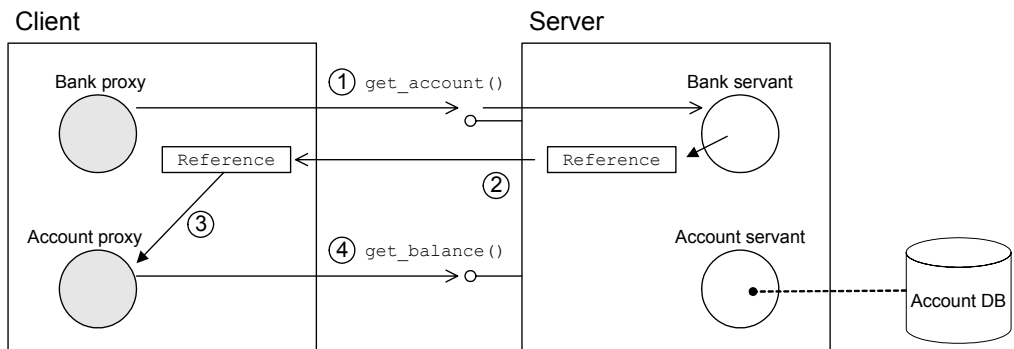 Client
Server
Bank proxy
1 get_account()
Bank servant
Reference
Reference
2
3
Account proxy
4 get_balance()
Account servant
Account DB